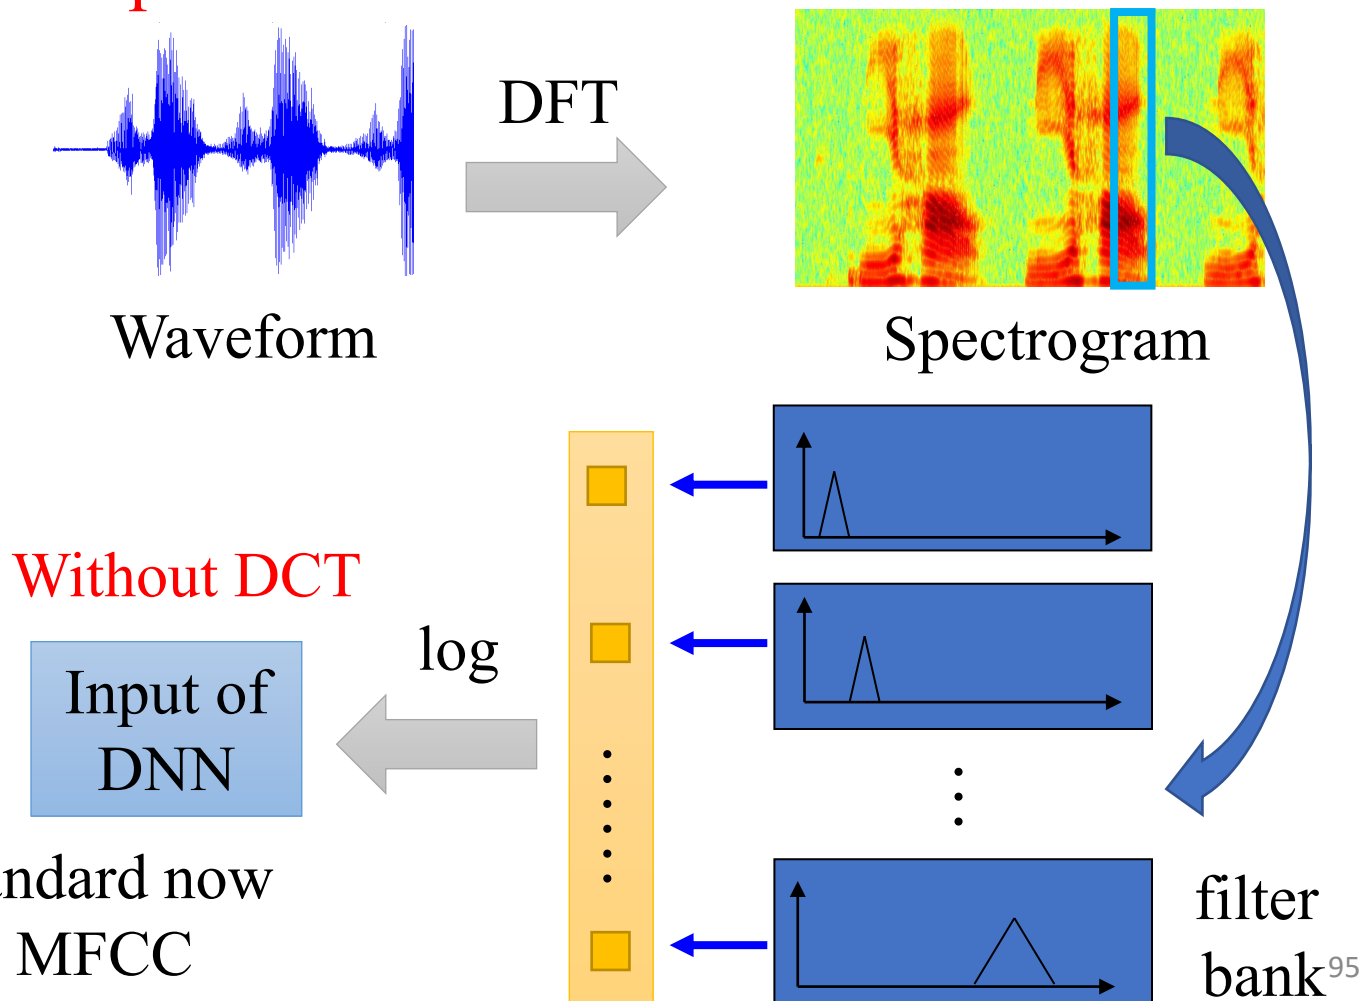 DFT
Waveform
Spectrogram
Without DCT
log
Input of
DNN
ndard now
MFCC
filter
bank
95